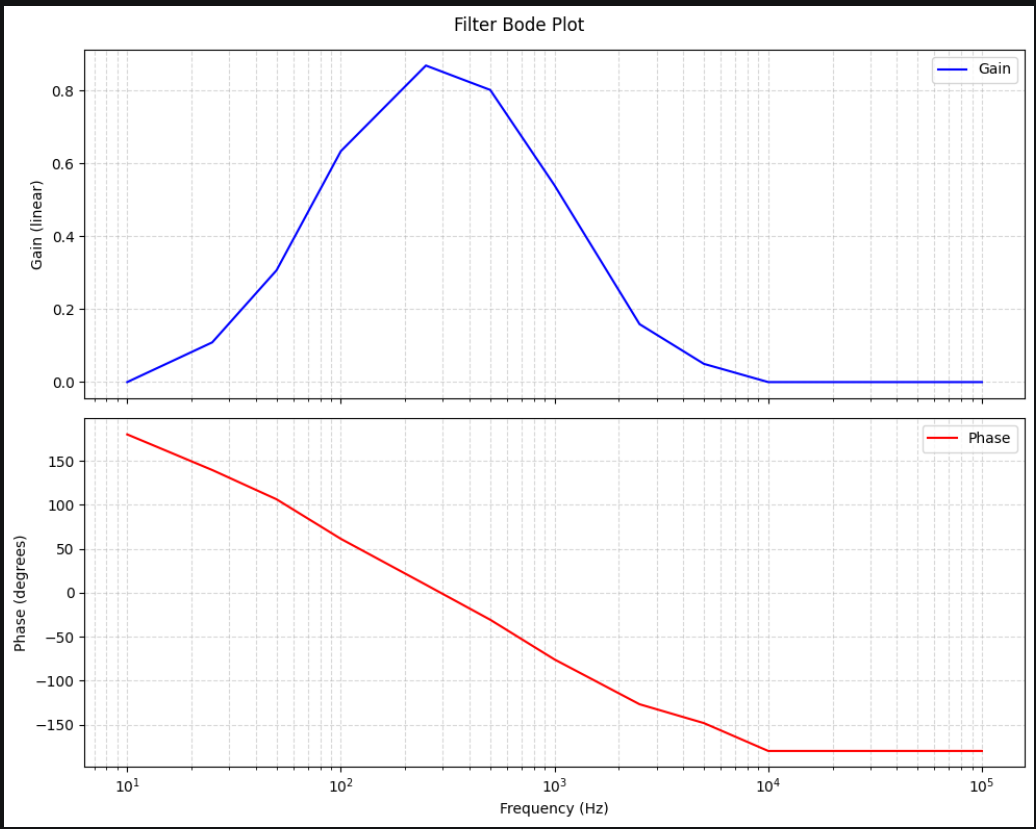 Filter Bode Plot
Gain
Gain (linear)
0.8
0.6
0.4
0.2
0.0
Phase
Phase (degrees)
150
100
50
0
−50
−100
−150
10¹
10²
10³
10⁴
10⁵
Frequency (Hz)